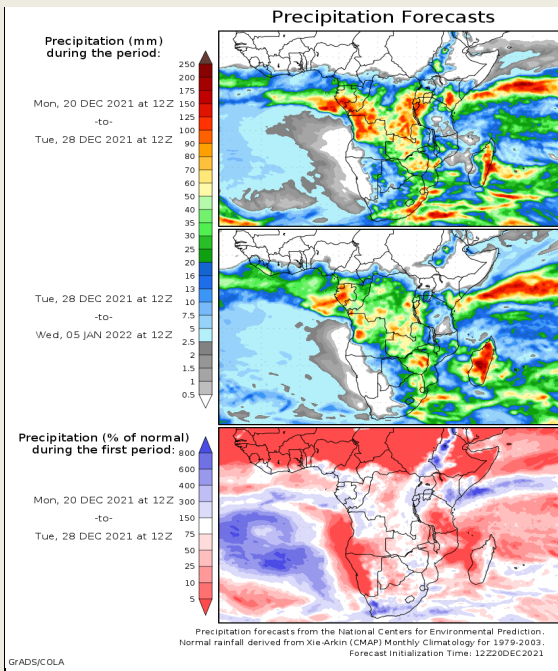 Precipitation Forecasts
Precipitation (mm)
during the period:
Mon, 20 DEC 2021 at 12Z
-to-
Tue, 28 DEC 2021 at 12Z
250
200
175
150
125
100
90
80
70
60
50
40
35
30
25
20
16
13
10
7.5
5
2.5
2
1.5
1
0.5
Tue, 28 DEC 2021 at 12Z
-to-
Wed, 05 JAN 2022 at 12Z
Precipitation (% of normal)
during the first period:
Mon, 20 DEC 2021 at 12Z
-to-
Tue, 28 DEC 2021 at 12Z
800
600
400
300
150
75
50
25
10
5
Precipitation forecasts from the National Centers for Environmental Prediction.
Normal rainfall derived from Xie-Arkin (CMAP) Monthly Climatology for 1979-2003.
Forecast Initialization Time: 12Z20DEC2021
GrADS/COLA